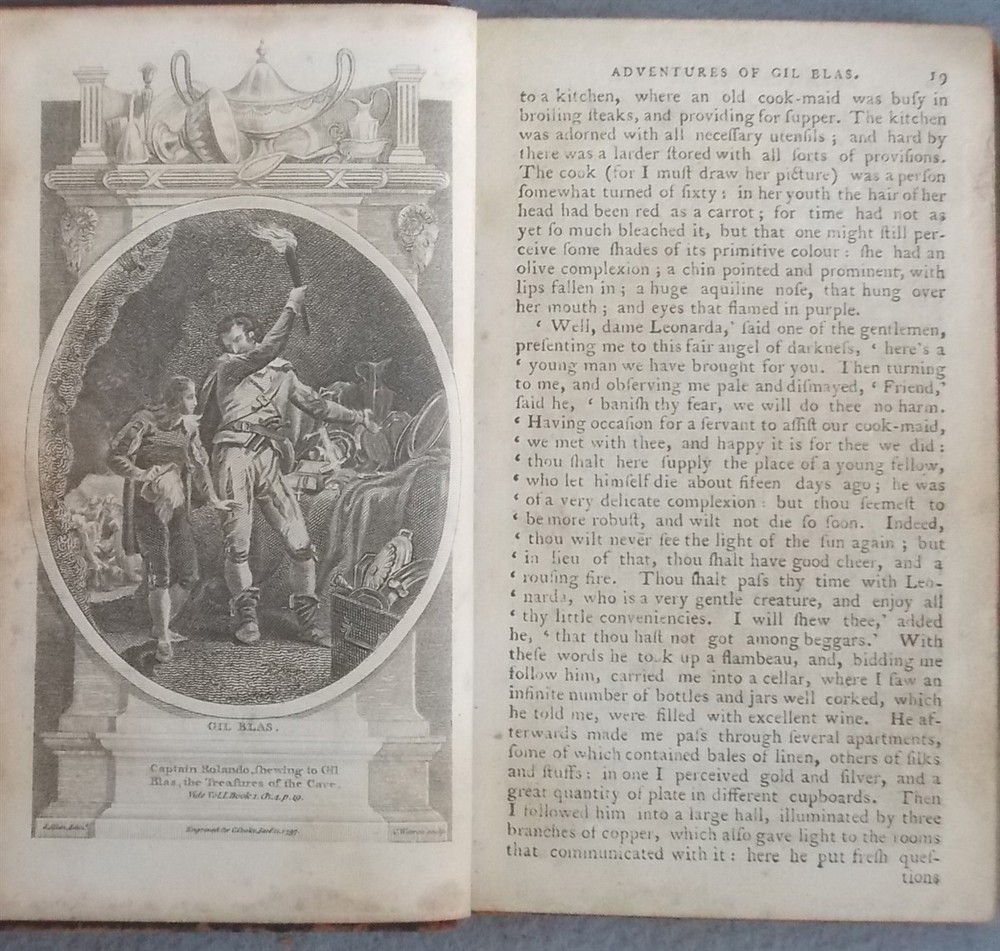 GIL BLAS.
Captain Rolando, ſhewing to Gil
Blas, the Treaſures of the Cave.
Vide Vol.I. Book 1. Ch.4. p.19.
Engraved for C.Cooke, 1797.
C.Warren ſculp.
ADVENTURES OF GIL BLAS. 19
to a kitchen, where an old cook-maid was buſy in
broiling ſteaks, and providing for ſupper. The kitchen
was adorned with all neceſſary utenſils ; and hard by
there was a larder ſtored with all ſorts of proviſions.
The cook (for I muſt draw her picture) was a perſon
ſomewhat turned of ſixty : in her youth the hair of her
head had been red as a carrot ; for time had not as
yet ſo much bleached it, but that one might ſtill per-
ceive ſome ſhades of its primitive colour : ſhe had an
olive complexion ; a chin pointed and prominent, with
lips fallen in ; a huge aquiline noſe, that hung over
her mouth ; and eyes that flamed in purple.
‘ Well, dame Leonarda,’ ſaid one of the gentlemen,
preſenting me to this fair angel of darkneſs, ‘ here's a
‘ young man we have brought for you. Then turning
to me, and obſerving me pale and diſmayed, ‘ Friend,’
ſaid he, ‘ baniſh thy fear, we will do thee no harm.
‘ Having occaſion for a ſervant to aſſiſt our cook-maid,
‘ we met with thee, and happy it is for thee we did :
‘ thou ſhalt here ſupply the place of a young fellow,
‘ who let himſelf die about fifteen days ago ; he was
‘ of a very delicate complexion : but thou ſeemeſt to
‘ be more robuſt, and wilt not die ſo ſoon. Indeed,
‘ thou wilt never ſee the light of the ſun again ; but
‘ in lieu of that, thou ſhalt have good cheer, and a
‘ rouſing fire. Thou ſhalt paſs thy time with Leo-
‘ narda, who is a very gentle creature, and enjoy all
‘ thy little conveniencies. I will ſhew thee,’ added
he, ‘ that thou haſt not got among beggars.’ With
theſe words he took up a flambeau, and, bidding me
follow him, carried me into a cellar, where I ſaw an
infinite number of bottles and jars well corked, which
he told me, were filled with excellent wine. He af-
terwards made me paſs through ſeveral apartments,
ſome of which contained bales of linen, others of ſilks
and ſtuffs : in one I perceived gold and ſilver, and a
great quantity of plate in different cupboards. Then
I followed him into a large hall, illuminated by three
branches of copper, which alſo gave light to the rooms
that communicated with it : here he put freſh queſ-
tions